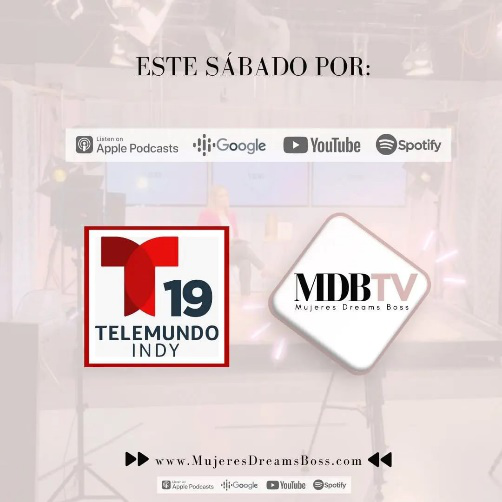 ESTE SÁBADO POR:
Listen on
Apple Podcasts Google YouTube Spotify
19
TELEMUNDO
INDY
MDBTV
Mujeres Dreams Boss
www.MujeresDreamsBoss.com
Listen on
Apple Podcasts Google YouTube Spotify